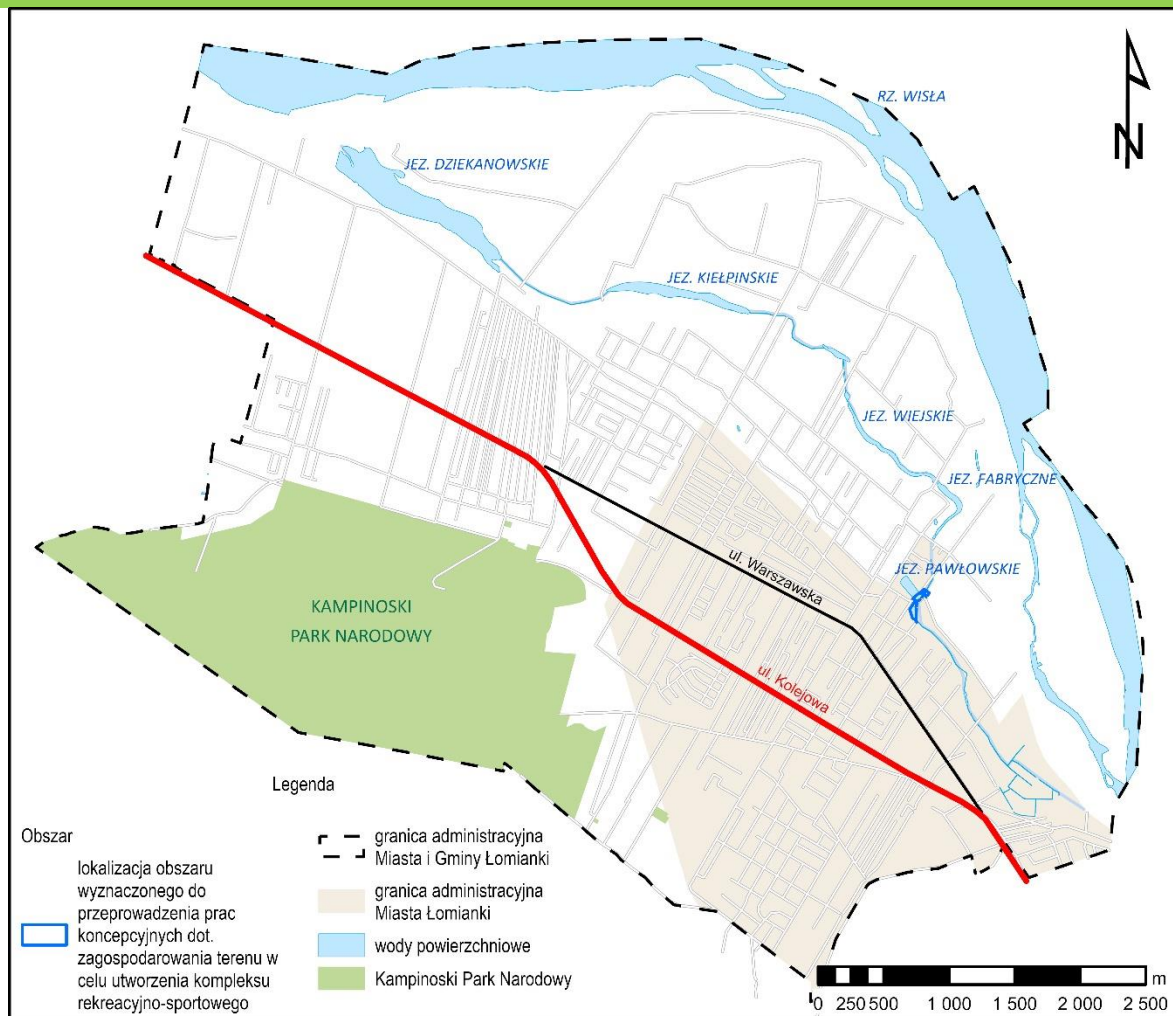 RZ. WISŁA
N
JEZ. DZIEKANOWSKIE
JEZ. KIEŁPINSKIE
JEZ. WIEJSKIE
JEZ. FABRYCZNE
JEZ. PAWŁOWSKIE
ul. Warszawska
KAMPINOSKI
PARK NARODOWY
ul. Kolejowa
Legenda
Obszar
lokalizacja obszaru
wyznaczonego do
przeprowadzenia prac
koncepcyjnych dot.
zagospodarowania terenu w
celu utworzenia kompleksu
rekreacyjno-sportowego
granica administracyjna
Miasta i Gminy Łomianki
granica administracyjna
Miasta Łomianki
wody powierzchniowe
Kampinoski Park Narodowy
m
0 250 500 1 000 1 500 2 000 2 500